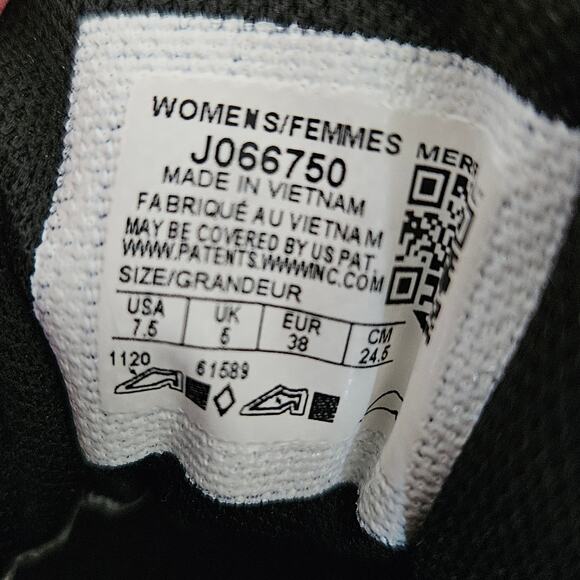 WOMENS/FEMMES
J066750
MADE IN VIETNAM
FABRIQUÉ AU VIETNAM
MAY BE COVERED BY US PAT
WWW.PATENTS.WWWINC.COM
SIZE/GRANDEUR
USA UK EUR CM
7.5 5 38 24.5
1120 61589
MERR